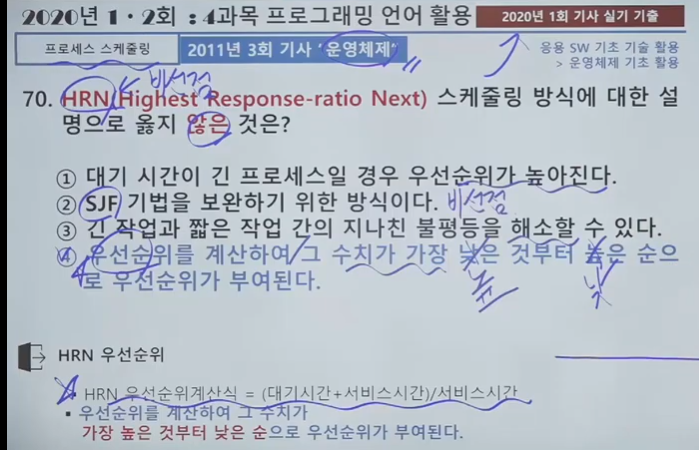 2020년 1 · 2회 : 4과목 프로그래밍 언어 활용
2020년 1회 기사 실기 기출
프로세스 스케줄링
2011년 3회 기사 '운영체제'
응용 SW 기초 기술 활용
> 운영체제 기초 활용
비선점
70. HRN(Highest Response-ratio Next) 스케줄링 방식에 대한 설
명으로 옳지 않은 것은?
① 대기 시간이 긴 프로세스일 경우 우선순위가 높아진다.
② SJF 기법을 보완하기 위한 방식이다. 비선점
③ 긴 작업과 짧은 작업 간의 지나친 불평등을 해소할 수 있다.
④ 우선순위를 계산하여 그 수치가 가장 낮은 것부터 높은 순으
로 우선순위가 부여된다.
높
낮
HRN 우선순위
▪ HRN 우선순위계산식 = (대기시간+서비스시간)/서비스시간
▪ 우선순위를 계산하여 그 수치가
가장 높은 것부터 낮은 순으로 우선순위가 부여된다.